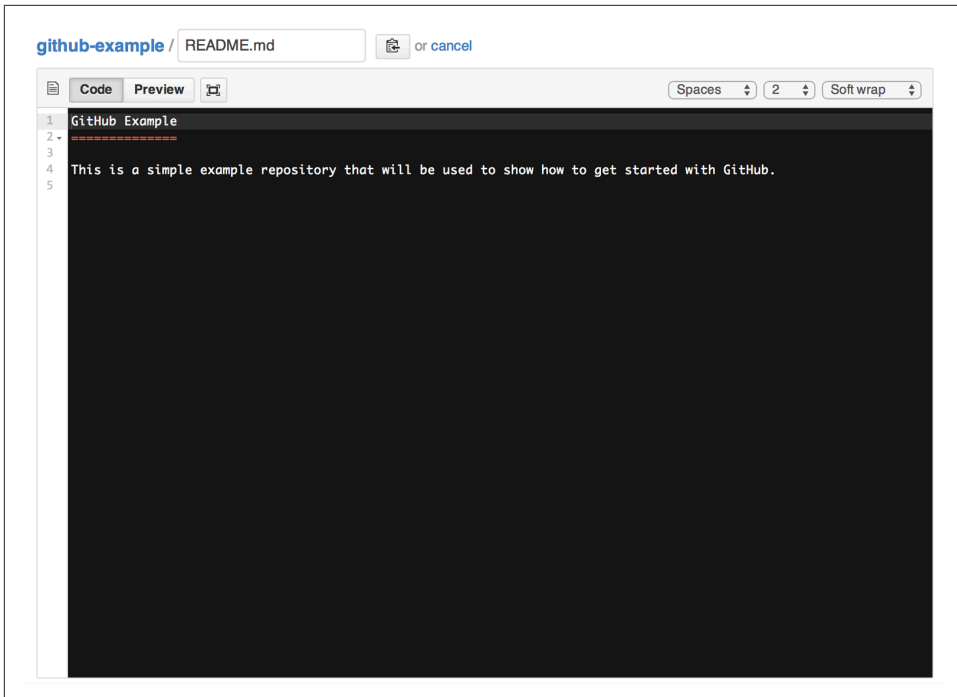 github-example / README.md or cancel
Code Preview Spaces 2 Soft wrap
1 GitHub Example
2 ==============
3
4 This is a simple example repository that will be used to show how to get started with GitHub.
5